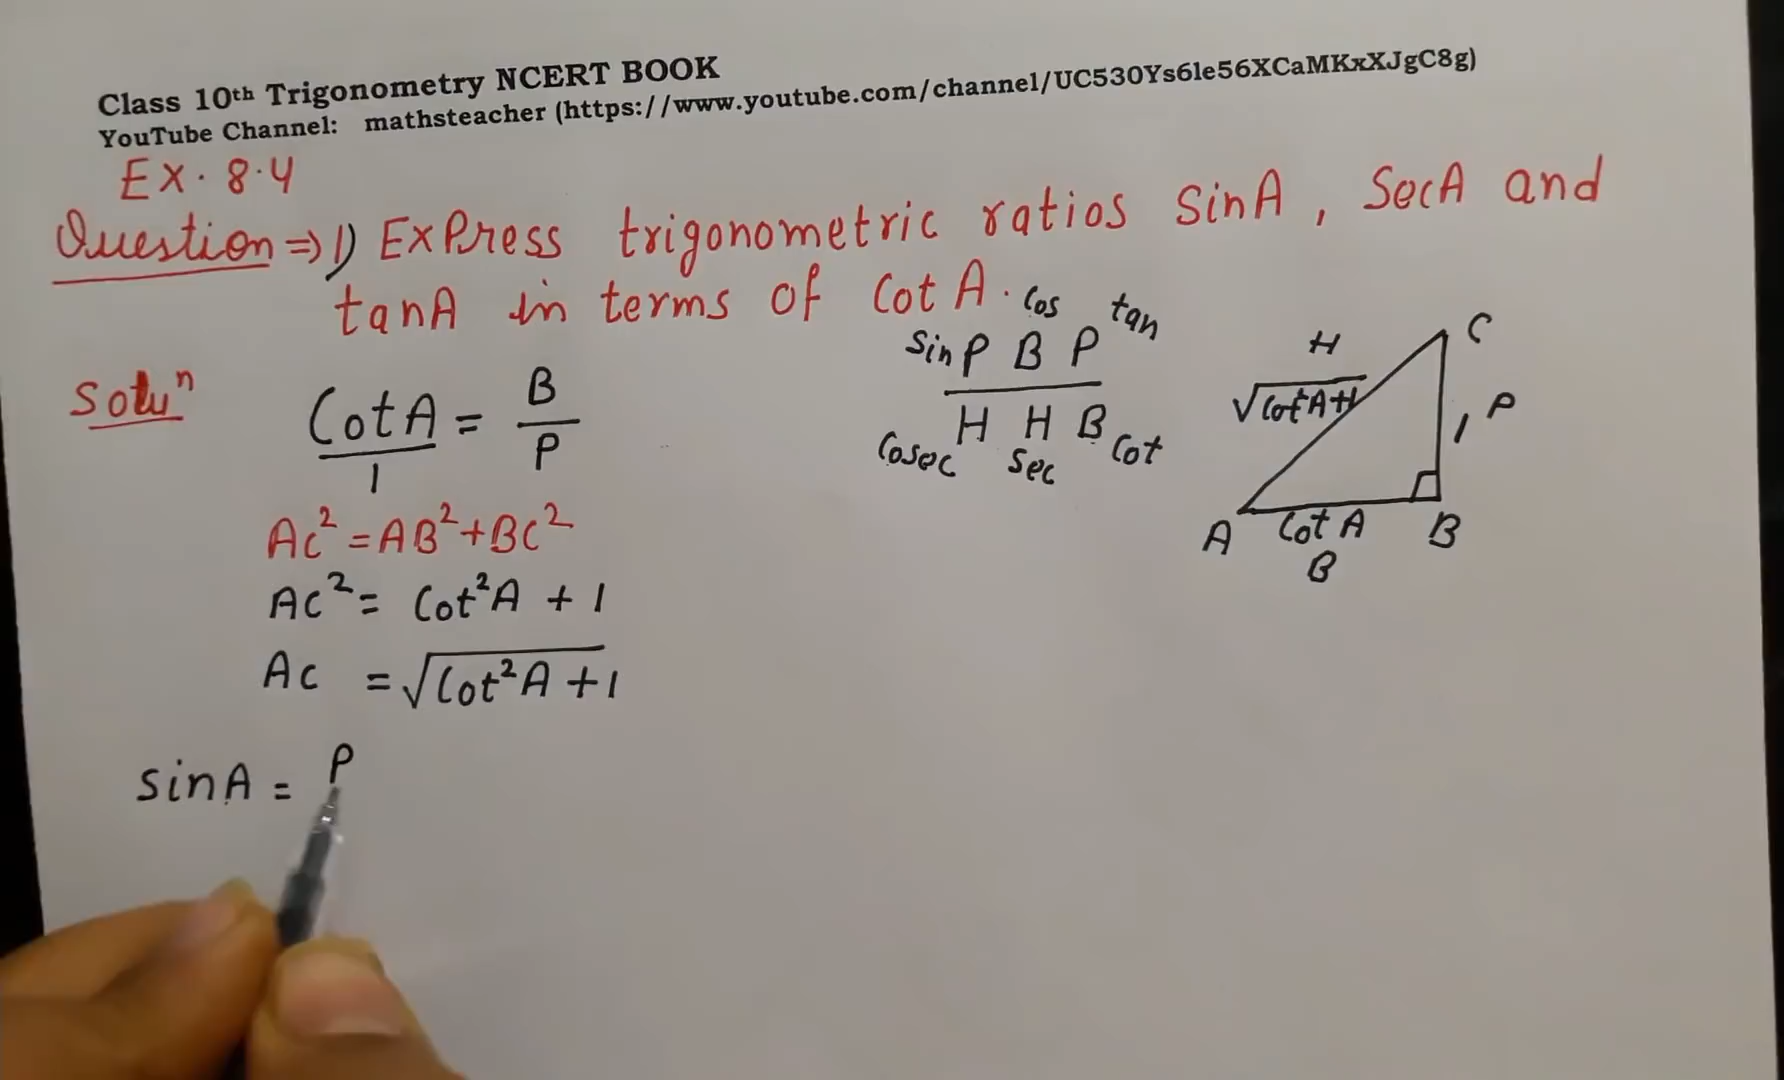 Class 10th Trigonometry NCERT BOOK
YouTube Channel: mathsteacher (https://www.youtube.com/channel/UC530Ys6le56XCaMKxXJgC8g)
EX. 8.4
Question ⇒ 1) Express trigonometric ratios sinA, SecA and
tanA in terms of Cot A.
Soluⁿ
CotA/1 = B/P
AC² = AB² + BC²
AC² = Cot²A + 1
AC = √Cot²A + 1
sinA = P
Cos tan
Sin P B P
H H B
Cosec Sec Cot
H C
√Cot²A+1
1 P
A Cot A B
B